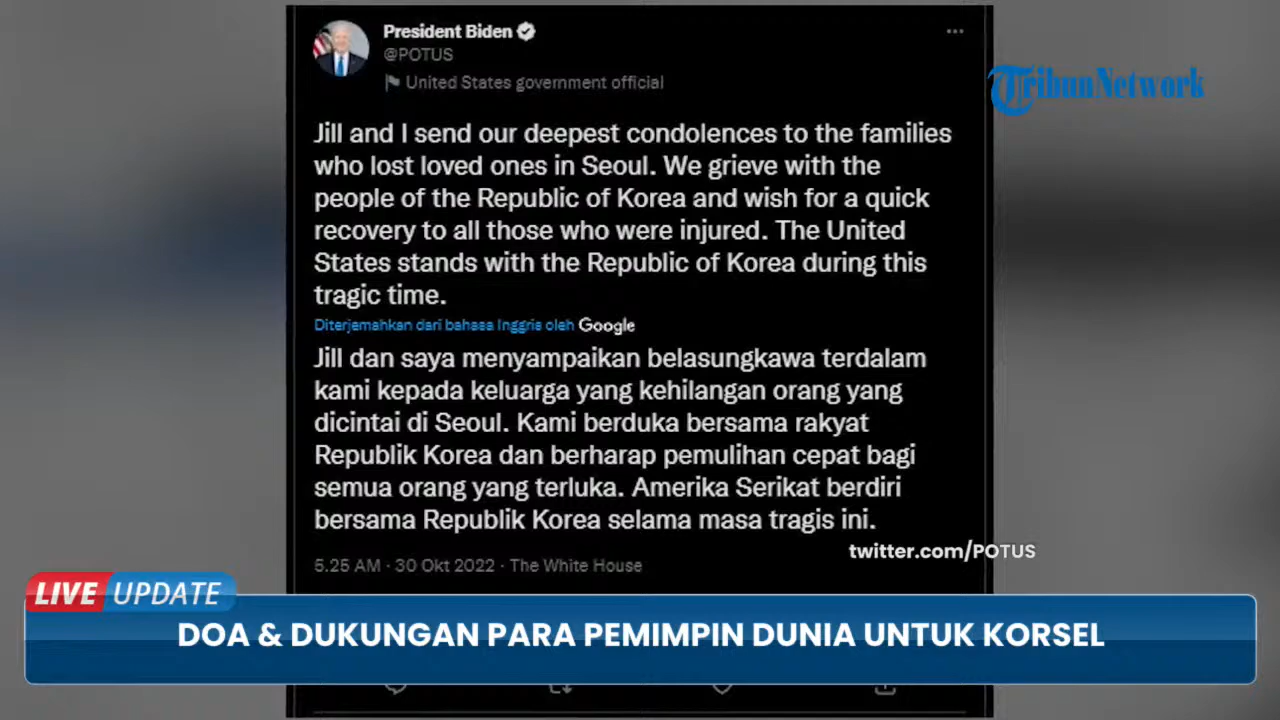 President Biden
@POTUS
United States government official
TribunNetwork
Jill and I send our deepest condolences to the families
who lost loved ones in Seoul. We grieve with the
people of the Republic of Korea and wish for a quick
recovery to all those who were injured. The United
States stands with the Republic of Korea during this
tragic time.
Diterjemahkan dari bahasa Inggris oleh Google
Jill dan saya menyampaikan belasungkawa terdalam
kami kepada keluarga yang kehilangan orang yang
dicintai di Seoul. Kami berduka bersama rakyat
Republik Korea dan berharap pemulihan cepat bagi
semua orang yang terluka. Amerika Serikat berdiri
bersama Republik Korea selama masa tragis ini.
twitter.com/POTUS
5.25 AM · 30 Okt 2022 · The White House
LIVE UPDATE
DOA & DUKUNGAN PARA PEMIMPIN DUNIA UNTUK KORSEL